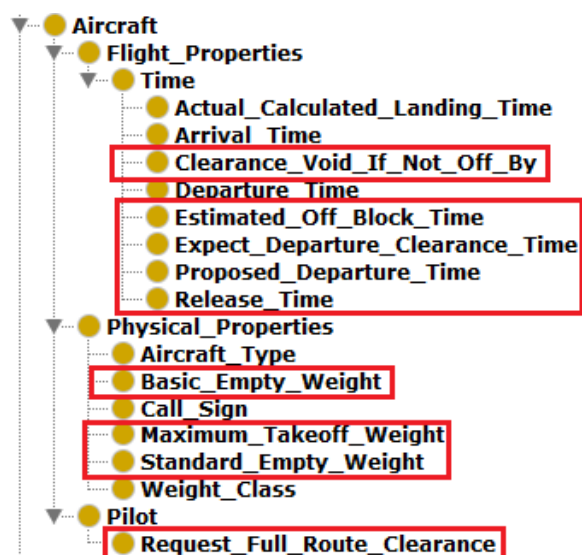 Aircraft
Flight_Properties
Time
Actual_Calculated_Landing_Time
Arrival_Time
Clearance_Void_If_Not_Off_By
Departure_Time
Estimated_Off_Block_Time
Expect_Departure_Clearance_Time
Proposed_Departure_Time
Release_Time
Physical_Properties
Aircraft_Type
Basic_Empty_Weight
Call_Sign
Maximum_Takeoff_Weight
Standard_Empty_Weight
Weight_Class
Pilot
Request_Full_Route_Clearance